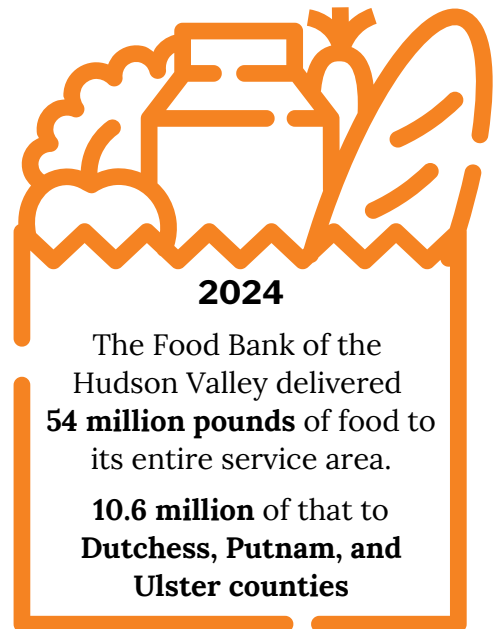 2024
The Food Bank of the
Hudson Valley delivered
54 million pounds of food to
its entire service area.
10.6 million of that to
Dutchess, Putnam, and
Ulster counties